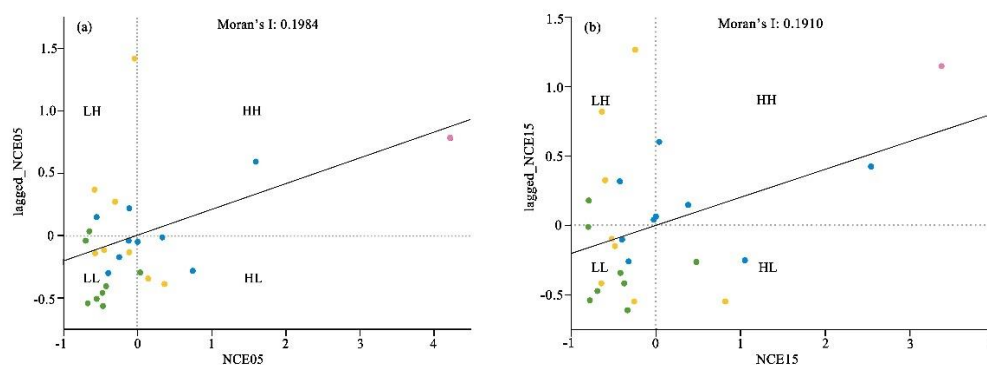 (a)
Moran's I: 0.1984
1.5
1.0
0.5
0
-0.5
LH
HH
LL
HL
-1
0
1
2
3
4
5
NCE05
lagged_NCE05
(b)
Moran's I: 0.1910
1.5
1.0
0.5
0
-0.5
LH
HH
LL
HL
-1
0
1
2
3
NCE15
lagged_NCE15